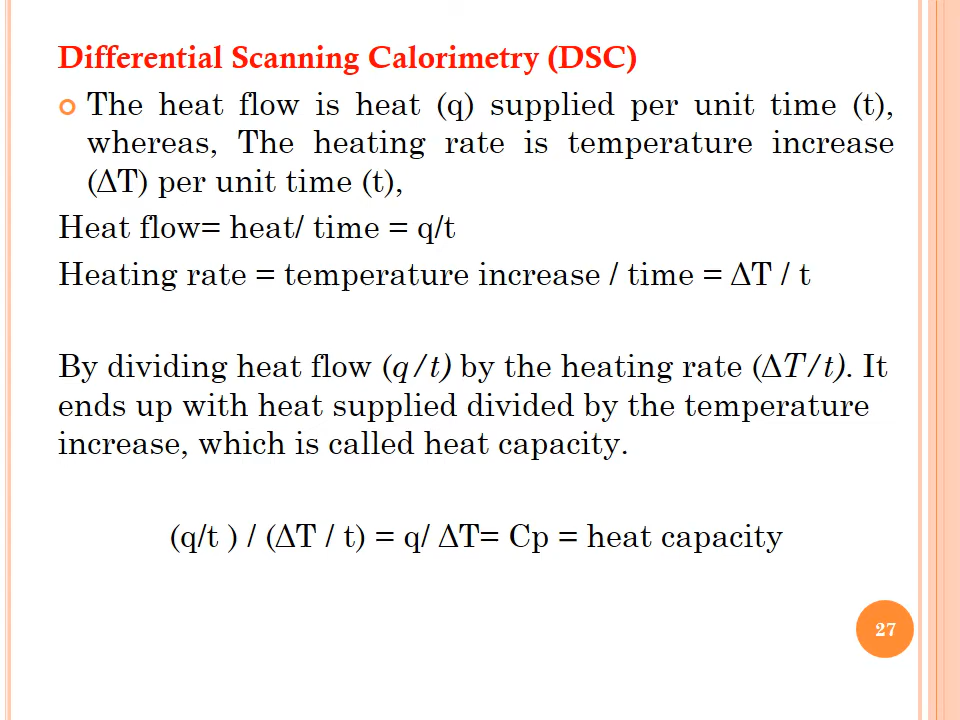 Differential Scanning Calorimetry (DSC)
The heat flow is heat (q) supplied per unit time (t),
whereas, The heating rate is temperature increase
(ΔT) per unit time (t),
Heat flow= heat/ time = q/t
Heating rate = temperature increase / time = ΔT / t
By dividing heat flow (q/t) by the heating rate (ΔT/t). It
ends up with heat supplied divided by the temperature
increase, which is called heat capacity.
(q/t ) / (ΔT / t) = q/ ΔT= Cp = heat capacity
27